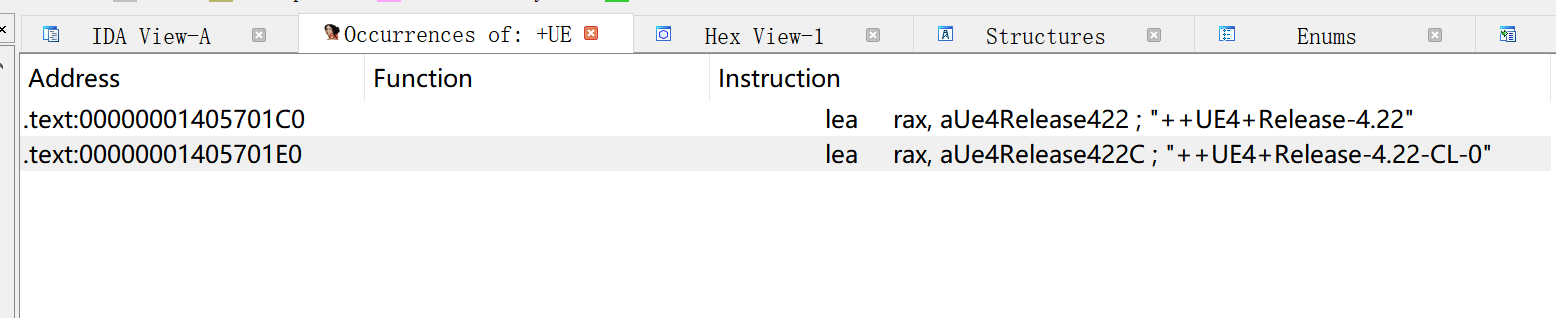 IDA View-A Occurrences of: +UE Hex View-1 Structures Enums
Address Function Instruction
.text:00000001405701C0 lea rax, aUe4Release422 ; "++UE4+Release-4.22"
.text:00000001405701E0 lea rax, aUe4Release422C ; "++UE4+Release-4.22-CL-0"